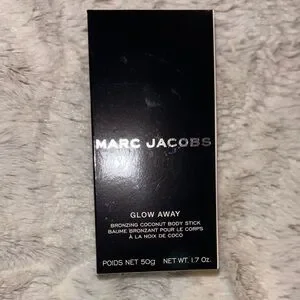 MARC JACOBS
GLOW AWAY
BRONZING COCONUT BODY STICK
BAUME BRONZANT POUR LE CORPS
À LA NOIX DE COCO
POIDS NET 50g NET WT. 1.7 Oz.